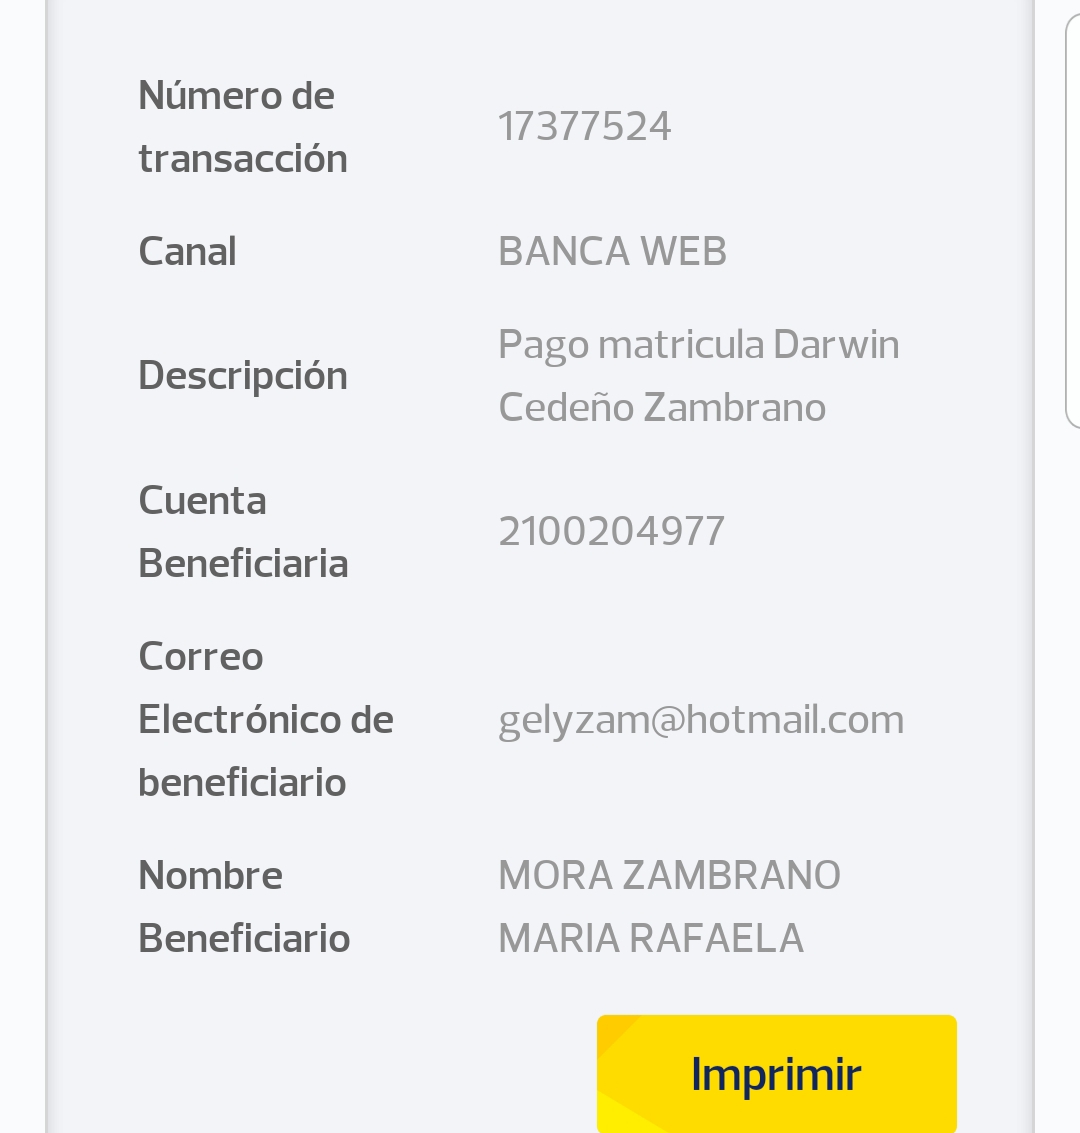 Número de
transacción
17377524
Canal
BANCA WEB
Descripción
Pago matricula Darwin
Cedeño Zambrano
Cuenta
Beneficiaria
2100204977
Correo
Electrónico de
beneficiario
gelyzam@hotmail.com
Nombre
Beneficiario
MORA ZAMBRANO
MARIA RAFAELA
Imprimir